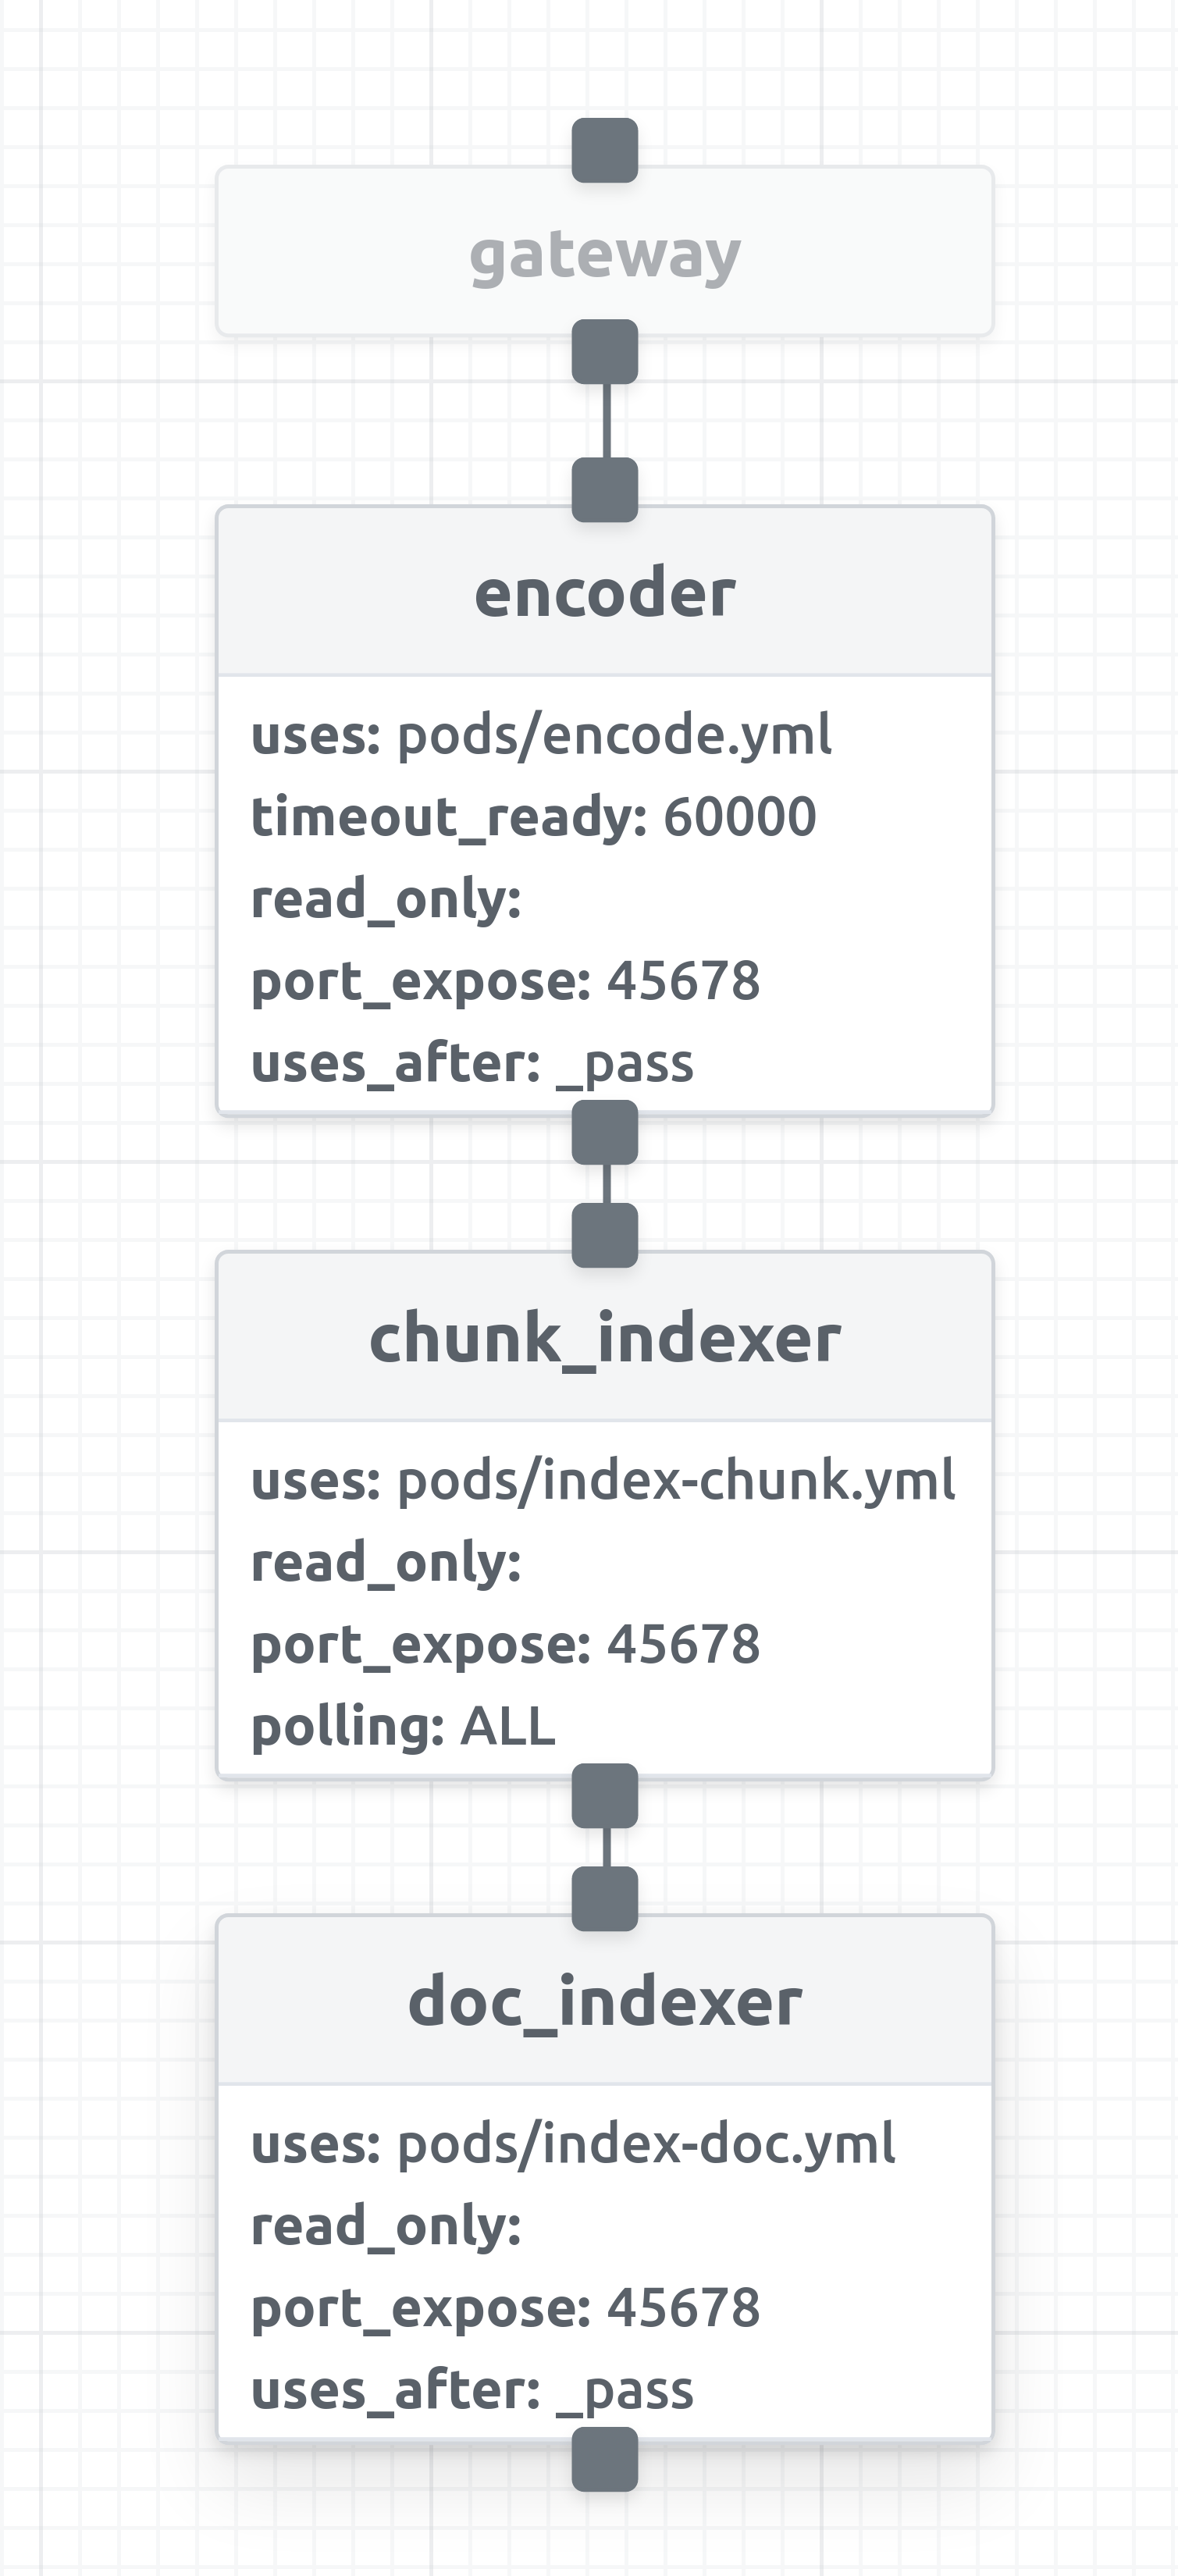 gateway
encoder
uses: pods/encode.yml
timeout_ready: 60000
read_only:
port_expose: 45678
uses_after: _pass
chunk_indexer
uses: pods/index-chunk.yml
read_only:
port_expose: 45678
polling: ALL
doc_indexer
uses: pods/index-doc.yml
read_only:
port_expose: 45678
uses_after: _pass